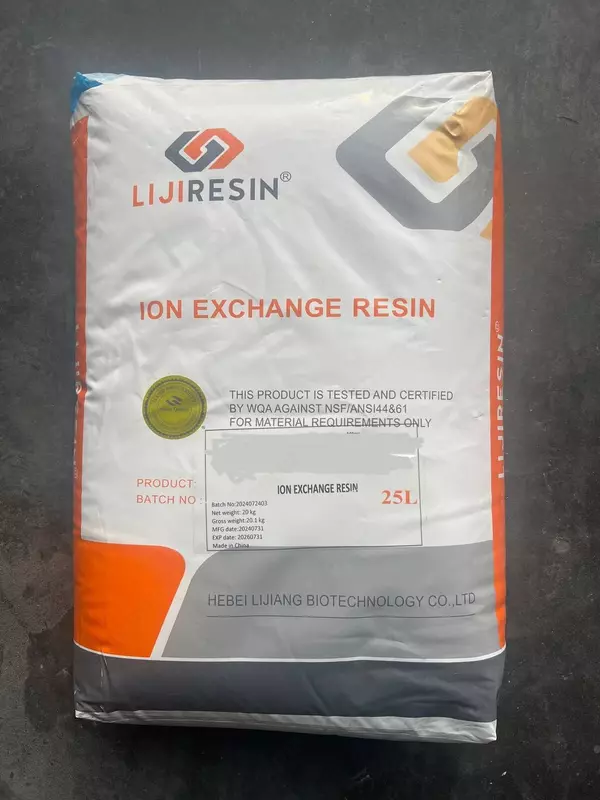 LIJIRESIN®
ION EXCHANGE RESIN
THIS PRODUCT IS TESTED AND CERTIFIED
BY WQA AGAINST NSF/ANSI44&61
FOR MATERIAL REQUIREMENTS ONLY
PRODUCT:
ION EXCHANGE RESIN
25L
BATCH NO :
Batch No:2024072403
Net weight: 20 kg
Gross weight:20.1 kg
MFG date:20240731
EXP date: 20260731
Made in China
HEBEI LIJIANG BIOTECHNOLOGY CO.,LTD
LIJIRESIN®